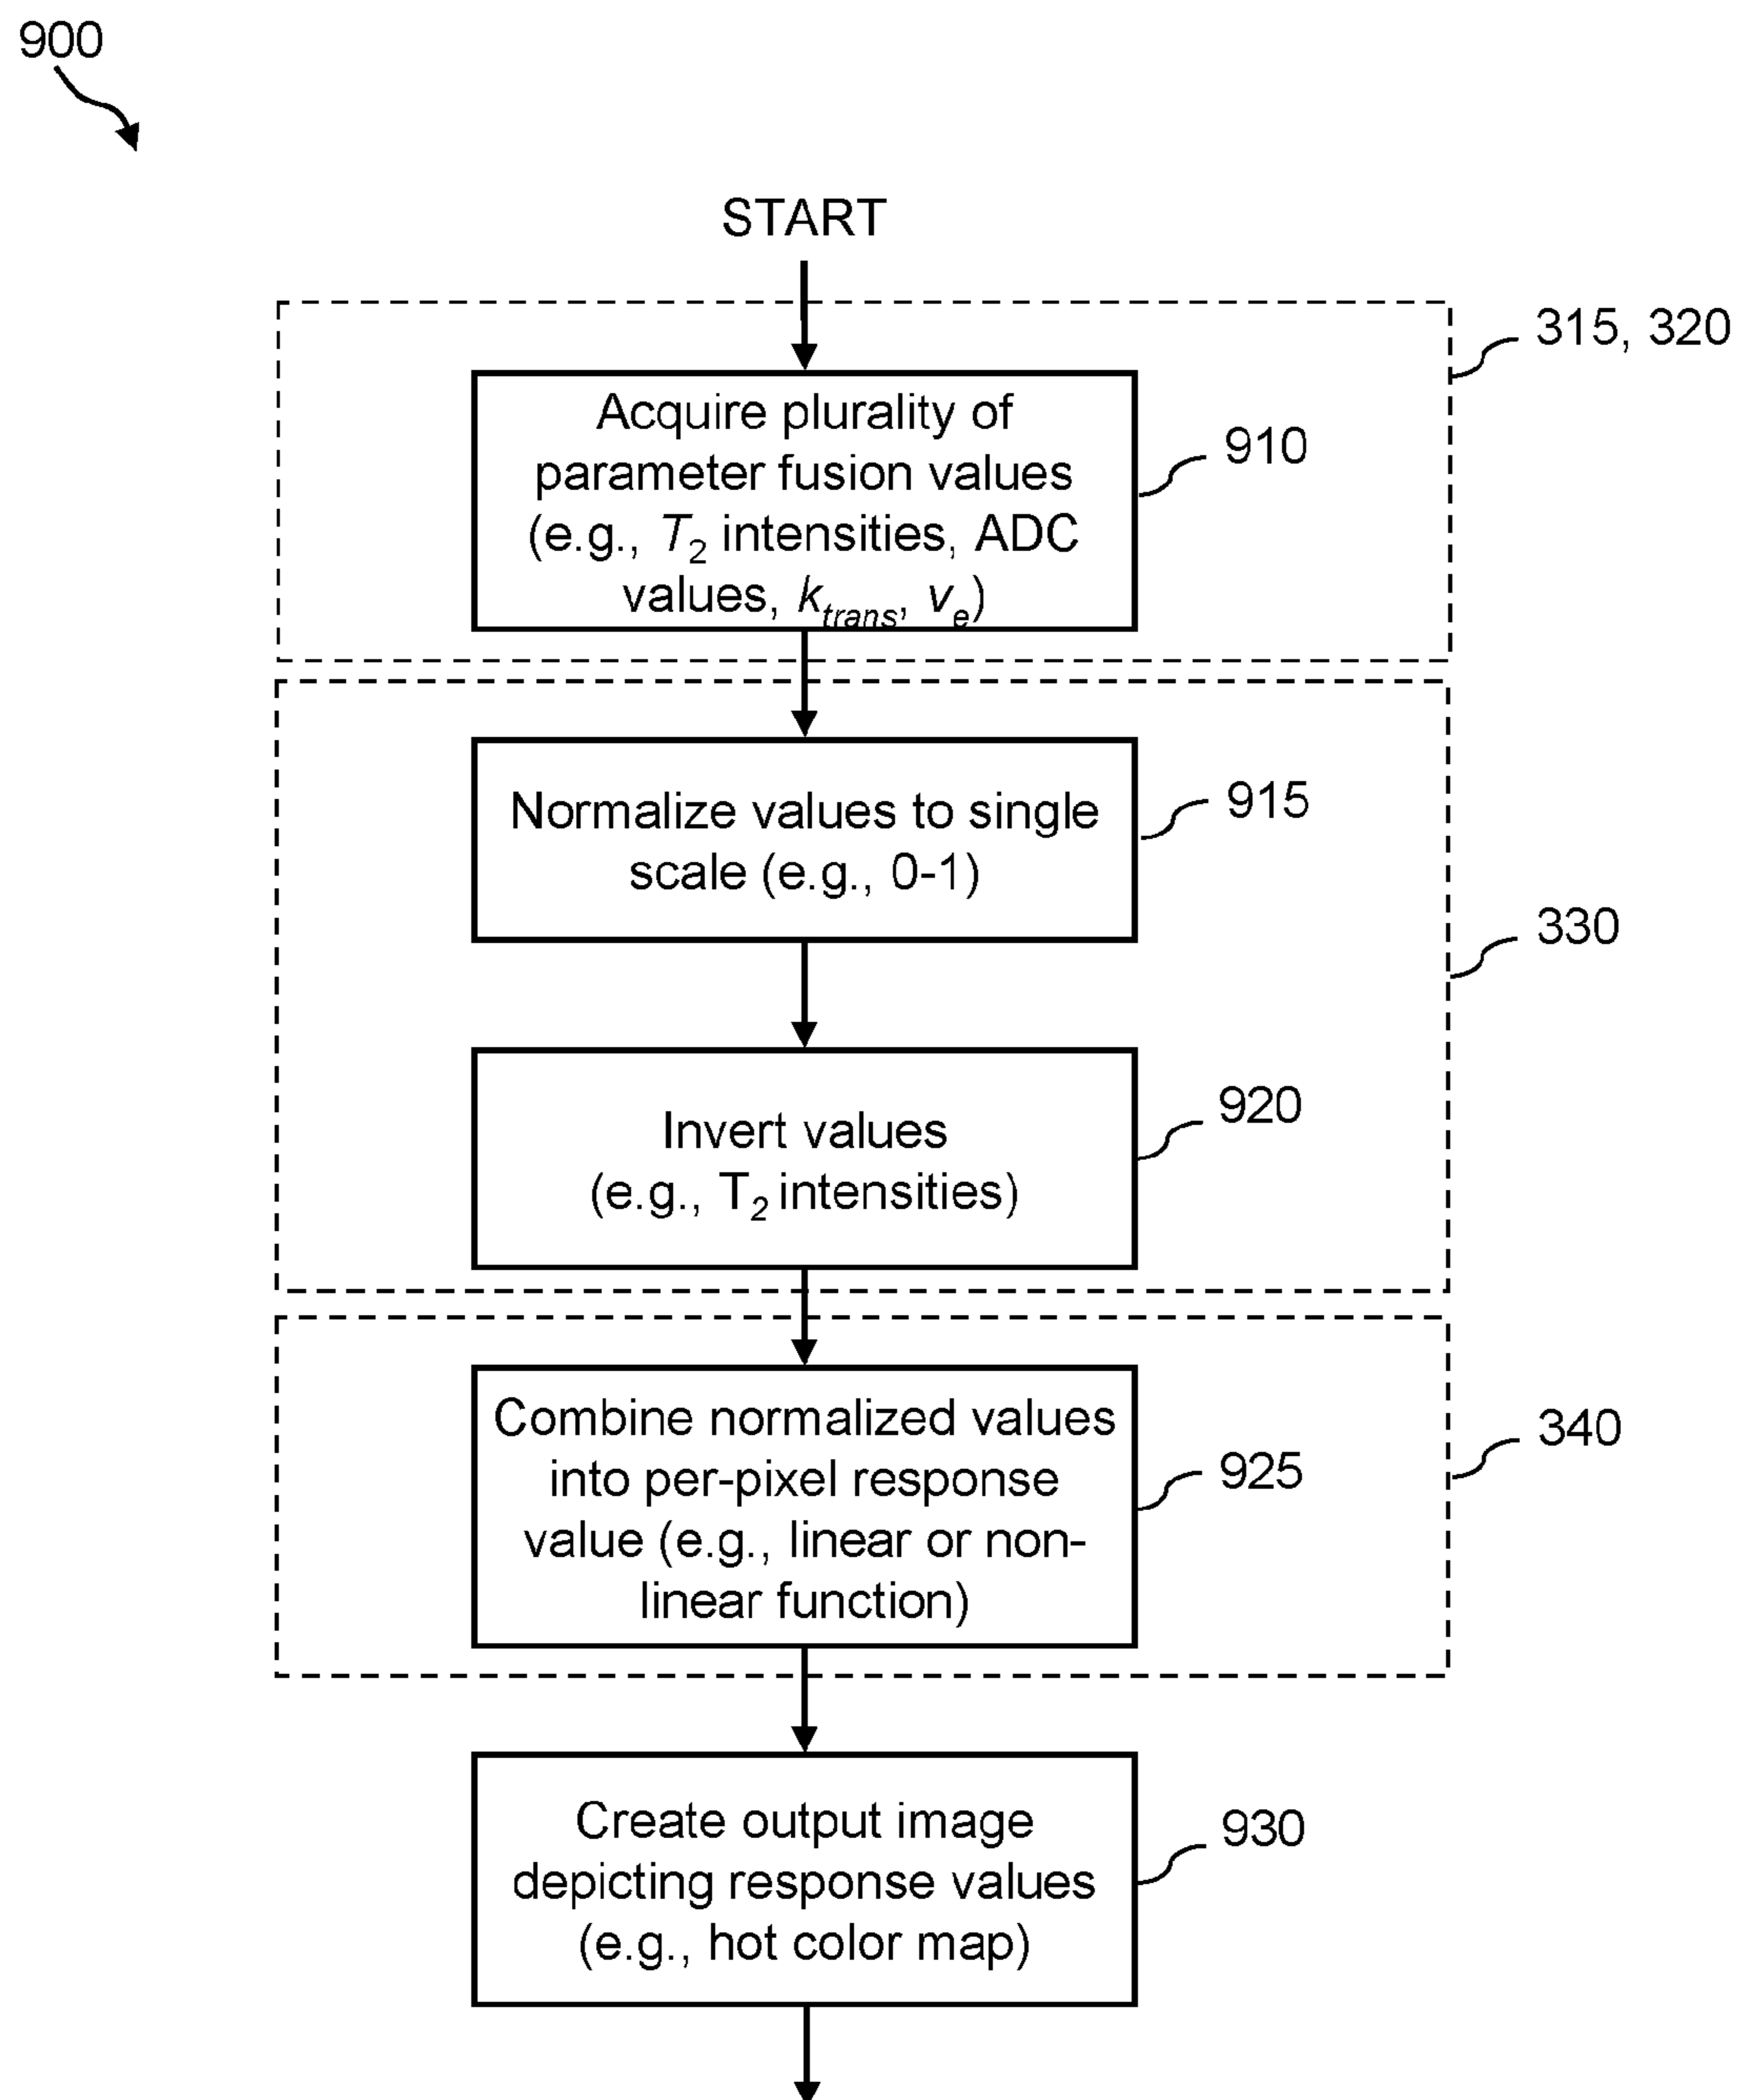 900
START
315, 320
Acquire plurality of
parameter fusion values
(e.g., T2 intensities, ADC
values, ktrans, ve)
910
Normalize values to single
scale (e.g., 0-1)
915
330
Invert values
(e.g., T2 intensities)
920
Combine normalized values
into per-pixel response
value (e.g., linear or non-
linear function)
925
340
Create output image
depicting response values
(e.g., hot color map)
930